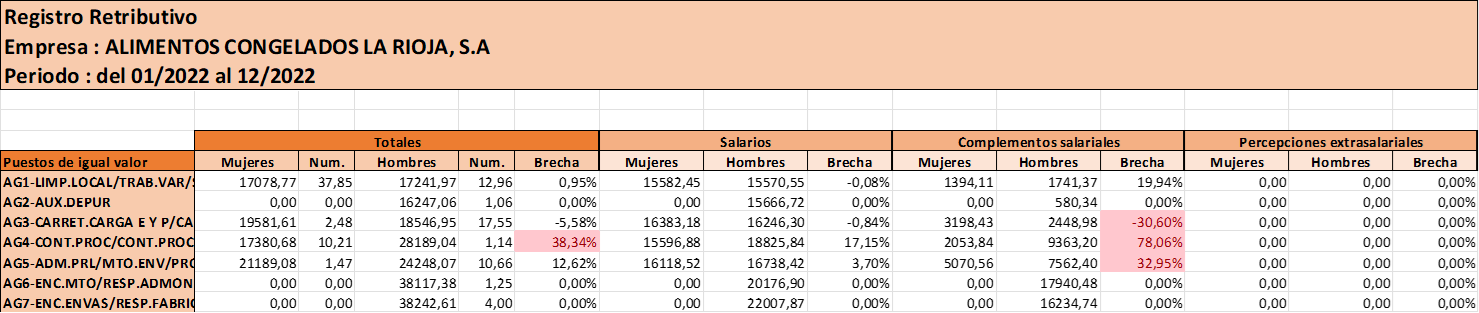 Registro Retributivo
Empresa : ALIMENTOS CONGELADOS LA RIOJA, S.A
Periodo : del 01/2022 al 12/2022
Totales Salarios Complementos salariales Percepciones extrasalariales
Puestos de igual valor Mujeres Num. Hombres Num. Brecha Mujeres Hombres Brecha Mujeres Hombres Brecha Mujeres Hombres Brecha
AG1-LIMP.LOCAL/TRAB.VAR/ 17078,77 37,85 17241,97 12,96 0,95% 15582,45 15570,55 -0,08% 1394,11 1741,37 19,94% 0,00 0,00 0,00%
AG2-AUX.DEPUR 0,00 0,00 16247,06 1,06 0,00% 0,00 15666,72 0,00% 0,00 580,34 0,00% 0,00 0,00 0,00%
AG3-CARRET.CARGA E Y P/CA 19581,61 2,48 18546,95 17,55 -5,58% 16383,18 16246,30 -0,84% 3198,43 2448,98 -30,60% 0,00 0,00 0,00%
AG4-CONT.PROC/CONT.PROC 17380,68 10,21 28189,04 1,14 38,34% 15596,88 18825,84 17,15% 2053,84 9363,20 78,06% 0,00 0,00 0,00%
AG5-ADM.PRL/MTO.ENV/PRO 21189,08 1,47 24248,07 10,66 12,62% 16118,52 16738,42 3,70% 5070,56 7562,40 32,95% 0,00 0,00 0,00%
AG6-ENC.MTO/RESP.ADMON 0,00 0,00 38117,38 1,25 0,00% 0,00 20176,90 0,00% 0,00 17940,48 0,00% 0,00 0,00 0,00%
AG7-ENC.ENVAS/RESP.FABRIC 0,00 0,00 38242,61 4,00 0,00% 0,00 22007,87 0,00% 0,00 16234,74 0,00% 0,00 0,00 0,00%